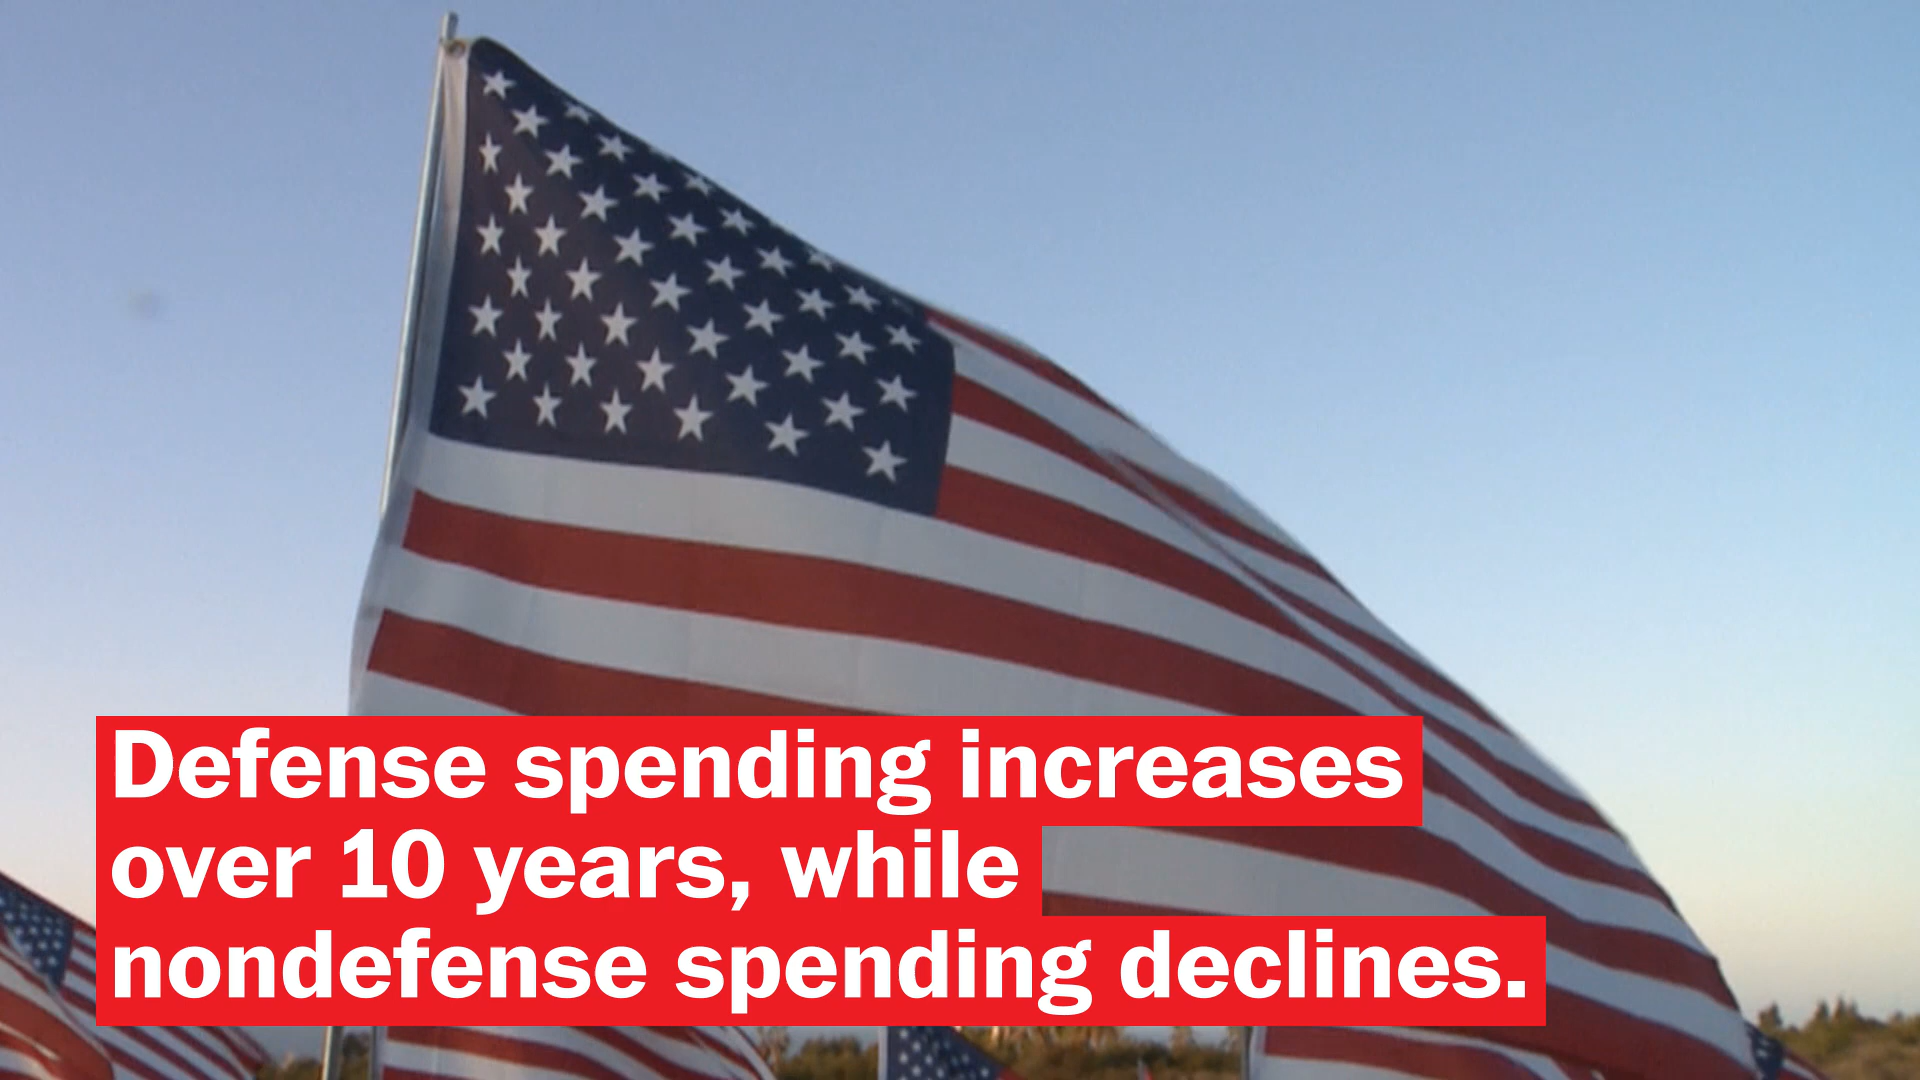 Defense spending increases
over 10 years, while
nondefense spending declines.